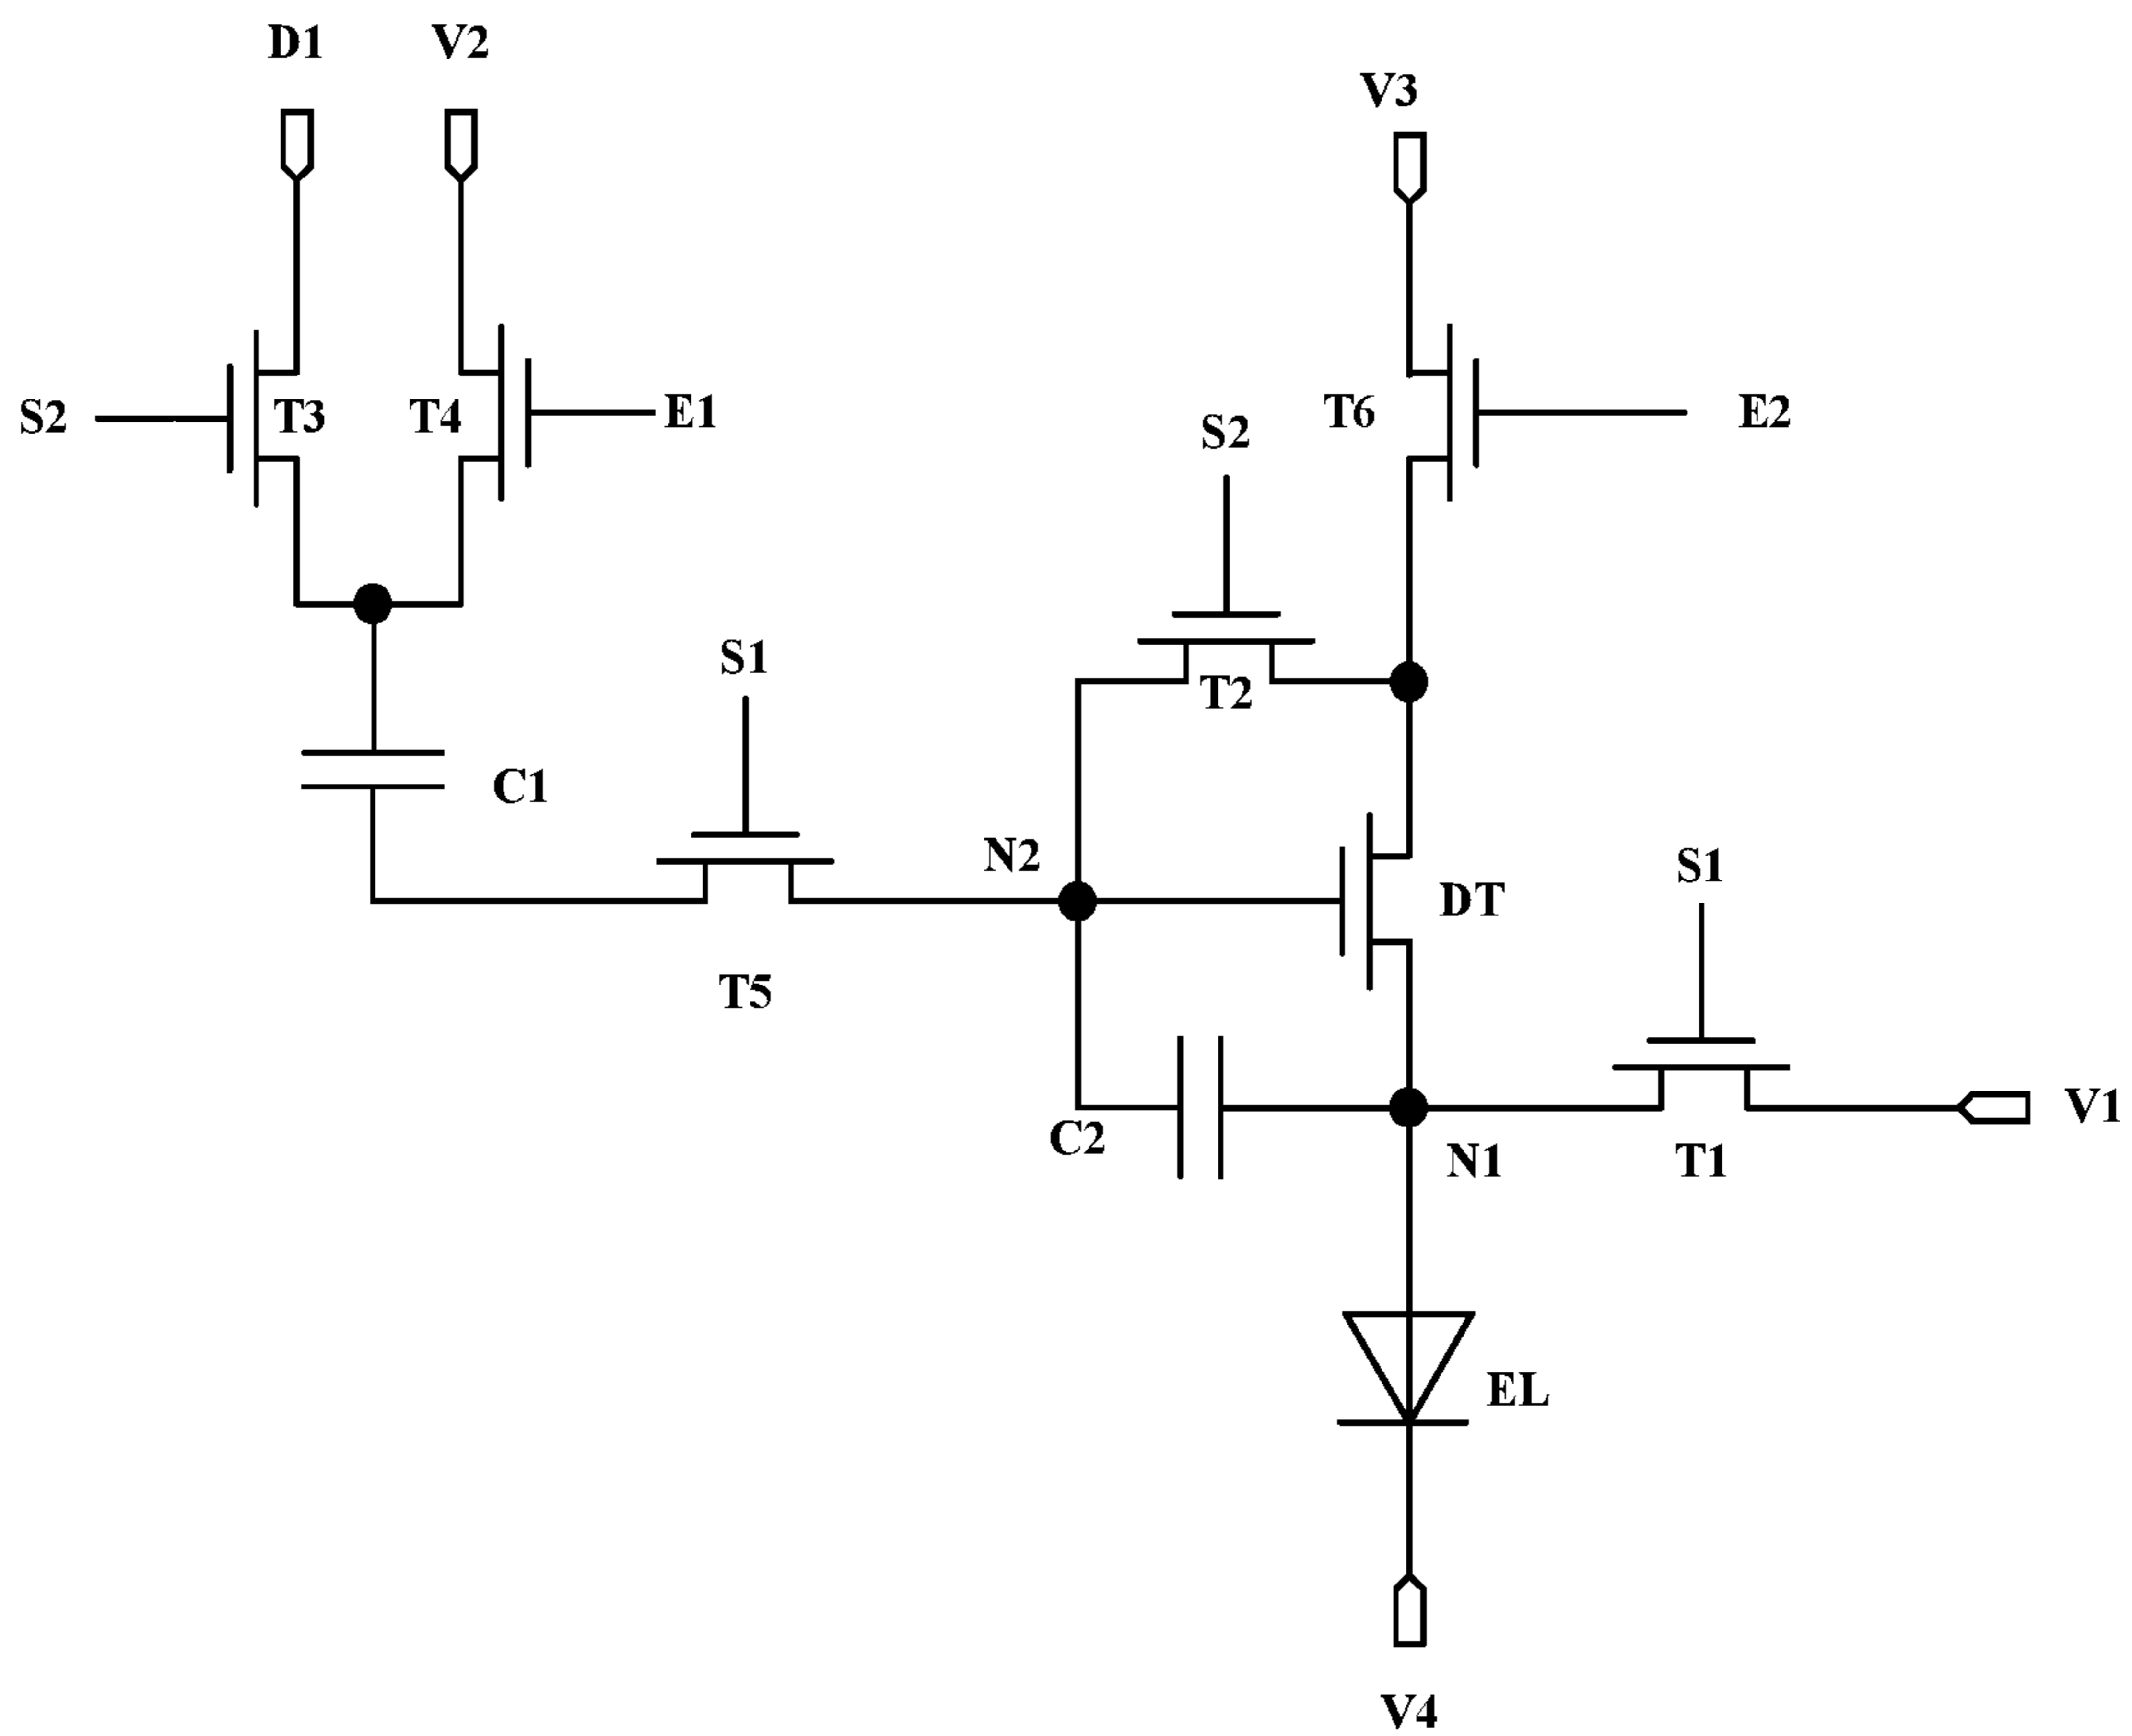 D1 V2
V3
S2 T3 T4 E1 T6 E2
S2
S1
T2
C1
N2
S1
DT
T5
V1
C2
N1 T1
EL
V4